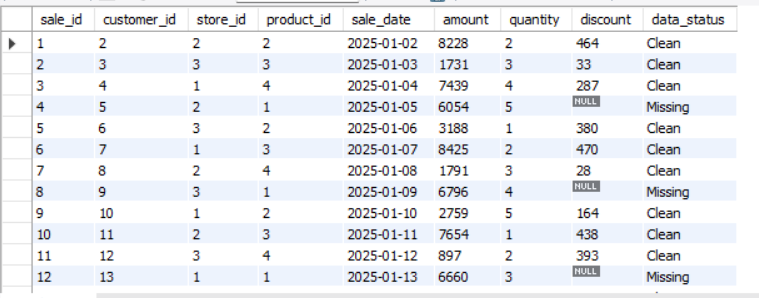 sale_id customer_id store_id product_id sale_date amount quantity discount data_status
1 2 2 2 2025-01-02 8228 2 464 Clean
2 3 3 3 2025-01-03 1731 3 33 Clean
3 4 1 4 2025-01-04 7439 4 287 Clean
4 5 2 1 2025-01-05 6054 5 NULL Missing
5 6 3 2 2025-01-06 3188 1 380 Clean
6 7 1 3 2025-01-07 8425 2 470 Clean
7 8 2 4 2025-01-08 1791 3 28 Clean
8 9 3 1 2025-01-09 6796 4 NULL Missing
9 10 1 2 2025-01-10 2759 5 164 Clean
10 11 2 3 2025-01-11 7654 1 438 Clean
11 12 3 4 2025-01-12 897 2 393 Clean
12 13 1 1 2025-01-13 6660 3 NULL Missing